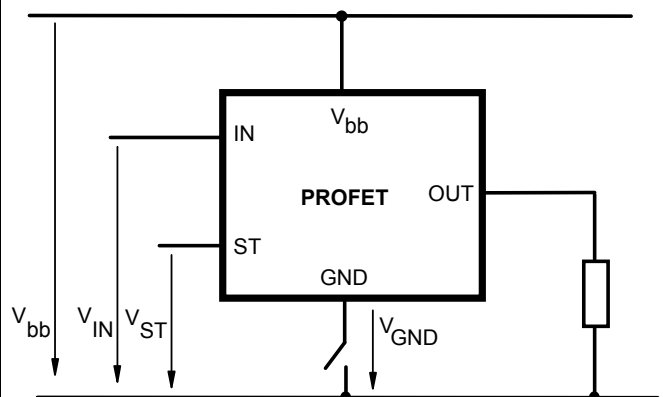 Vbb
IN
PROFET
OUT
ST
GND
Vbb
VIN
VST
VGND